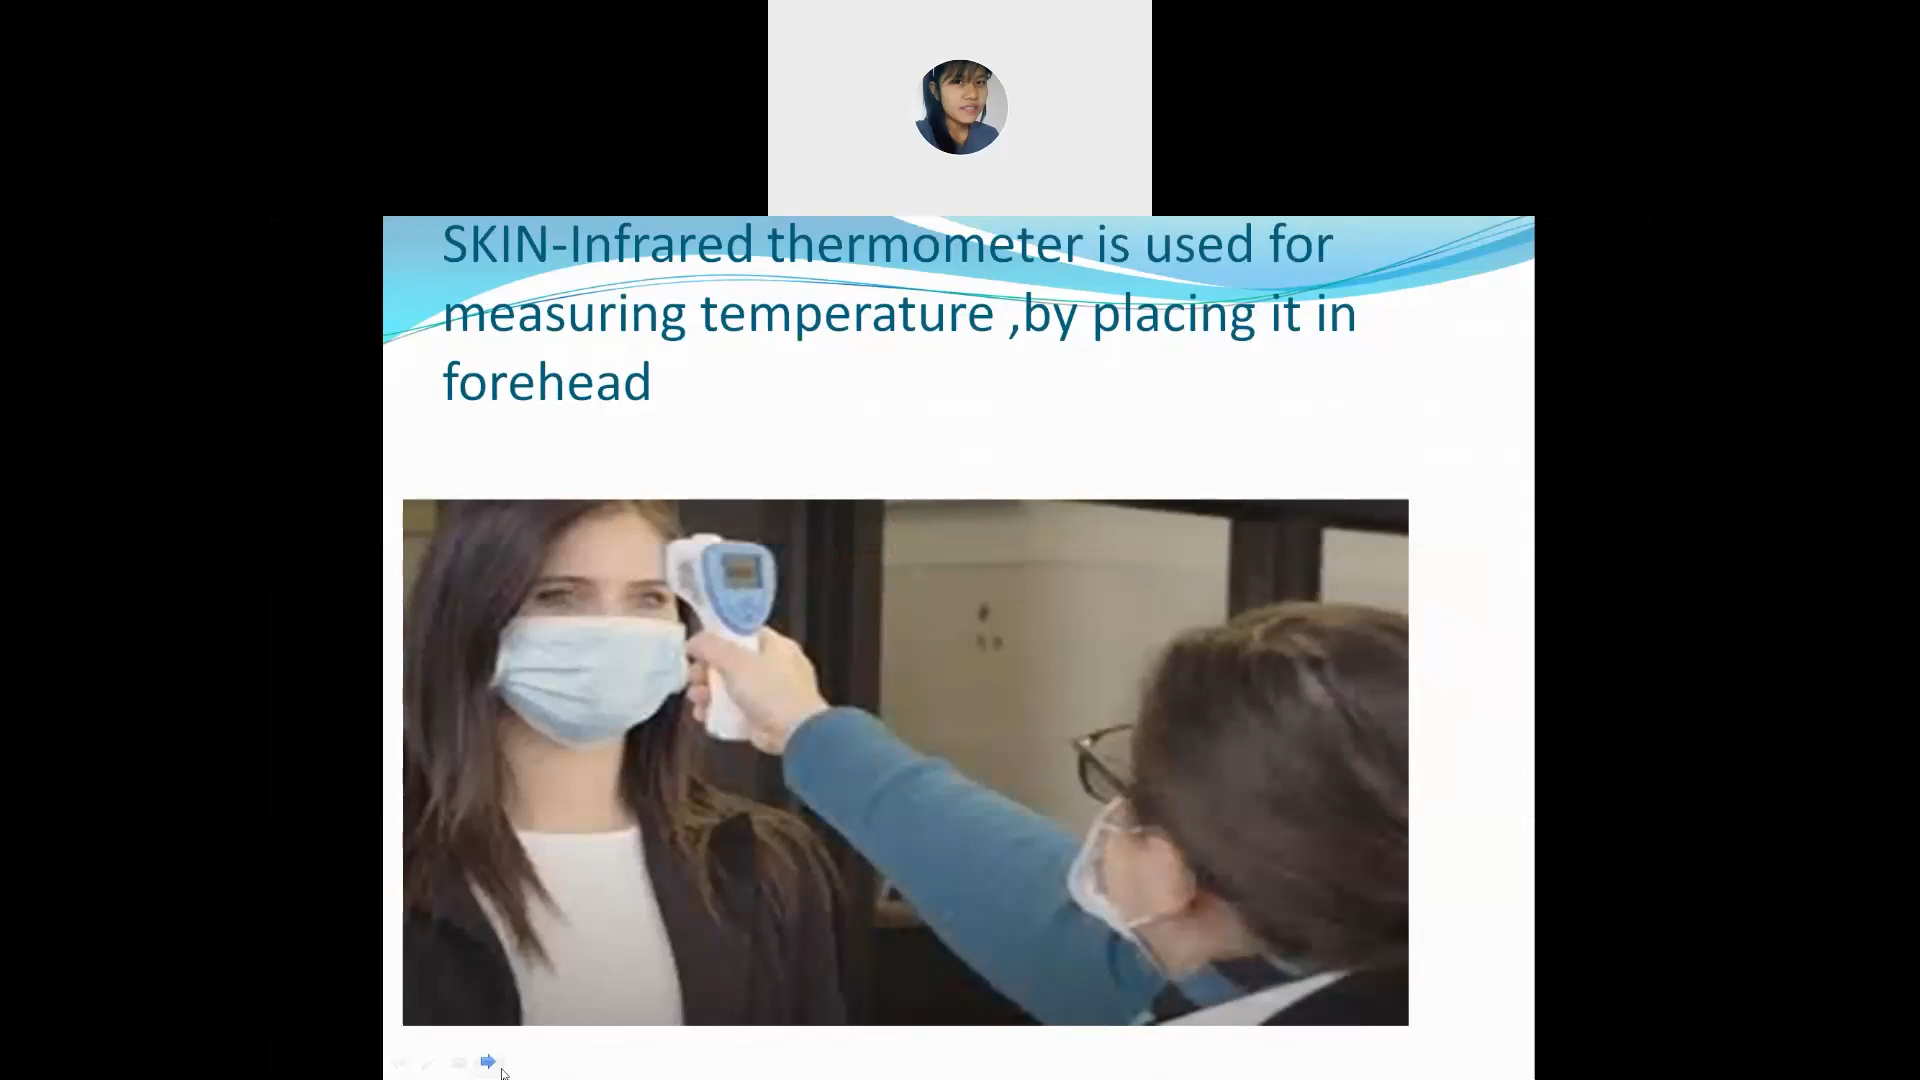 SKIN-Infrared thermometer is used for
measuring temperature ,by placing it in
forehead